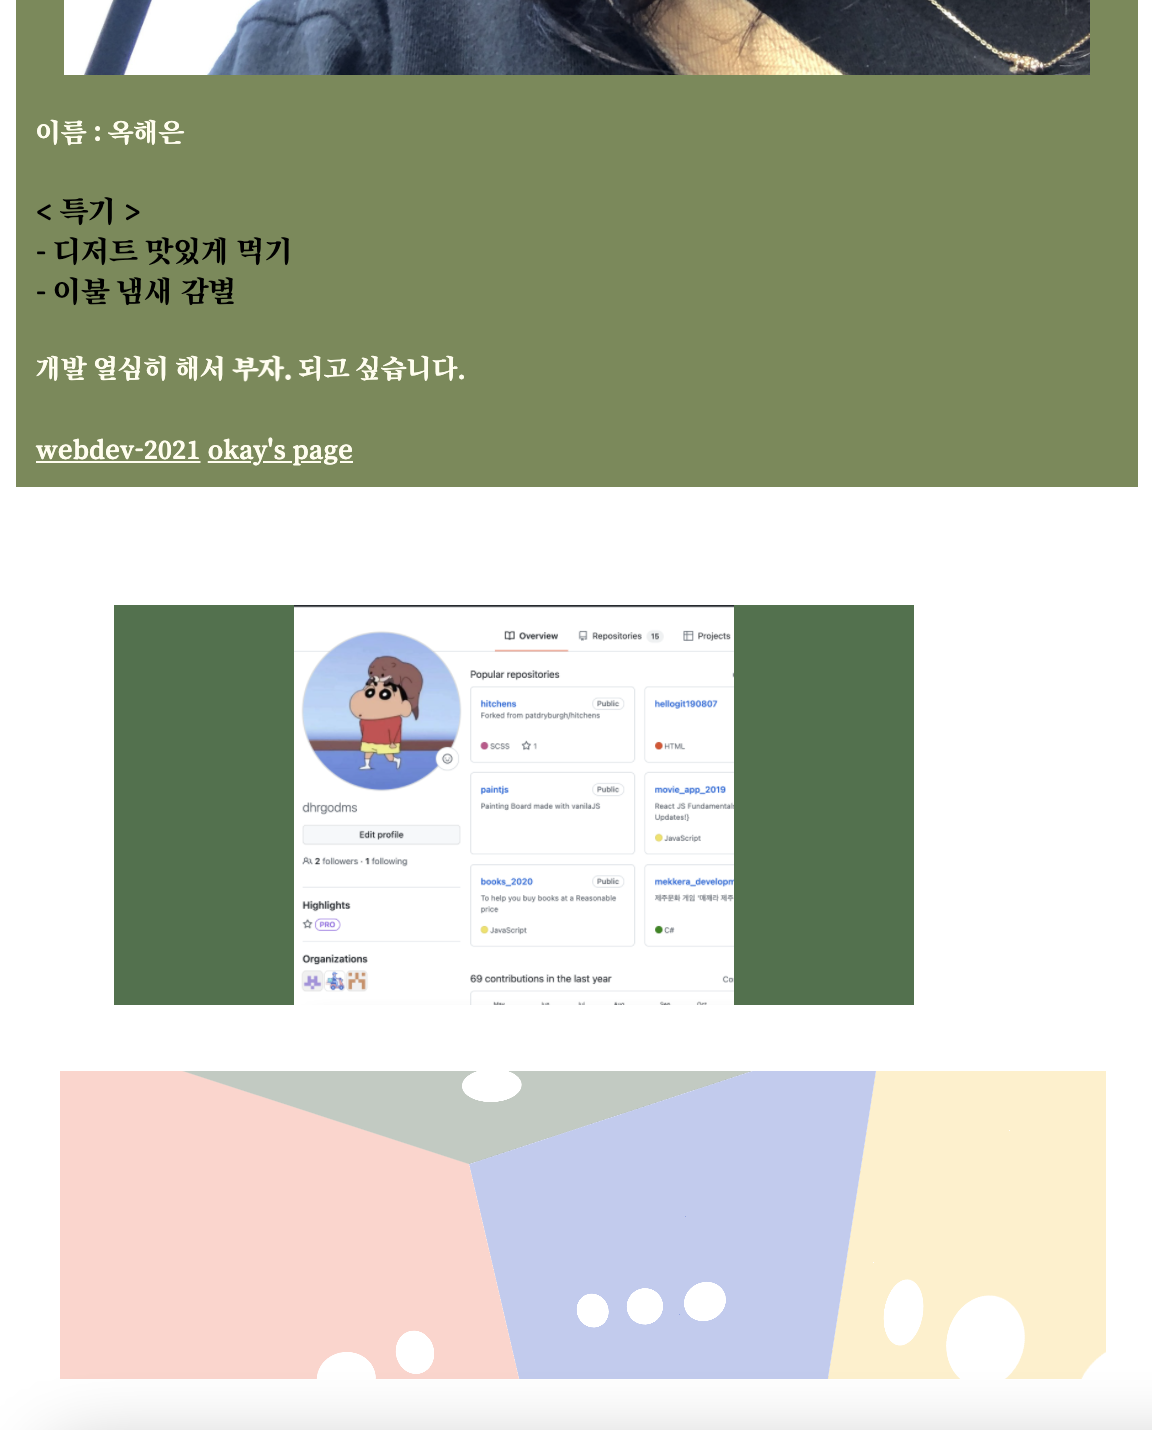 이름 : 옥해은
< 특기 >
- 디저트 맛있게 먹기
- 이불 냄새 감별
개발 열심히 해서 부자. 되고 싶습니다.
webdev-2021 okay's page
Overview Repositories 15 Projects
Popular repositories
hitchens Public
Forked from patdryburgh/hitchens
SCSS 1
hellogit190807
HTML
paintjs Public
Painting Board made with vanilaJS
movie_app_2019
React JS Fundamentals
Updates!)
JavaScript
dhrgodms
Edit profile
2 followers · 1 following
Highlights
PRO
Organizations
books_2020 Public
To help you buy books at a Reasonable
price
JavaScript
mekkera_developm
제주문화 게임
C#
69 contributions in the last year
Co
Jul Aug Sep Oct